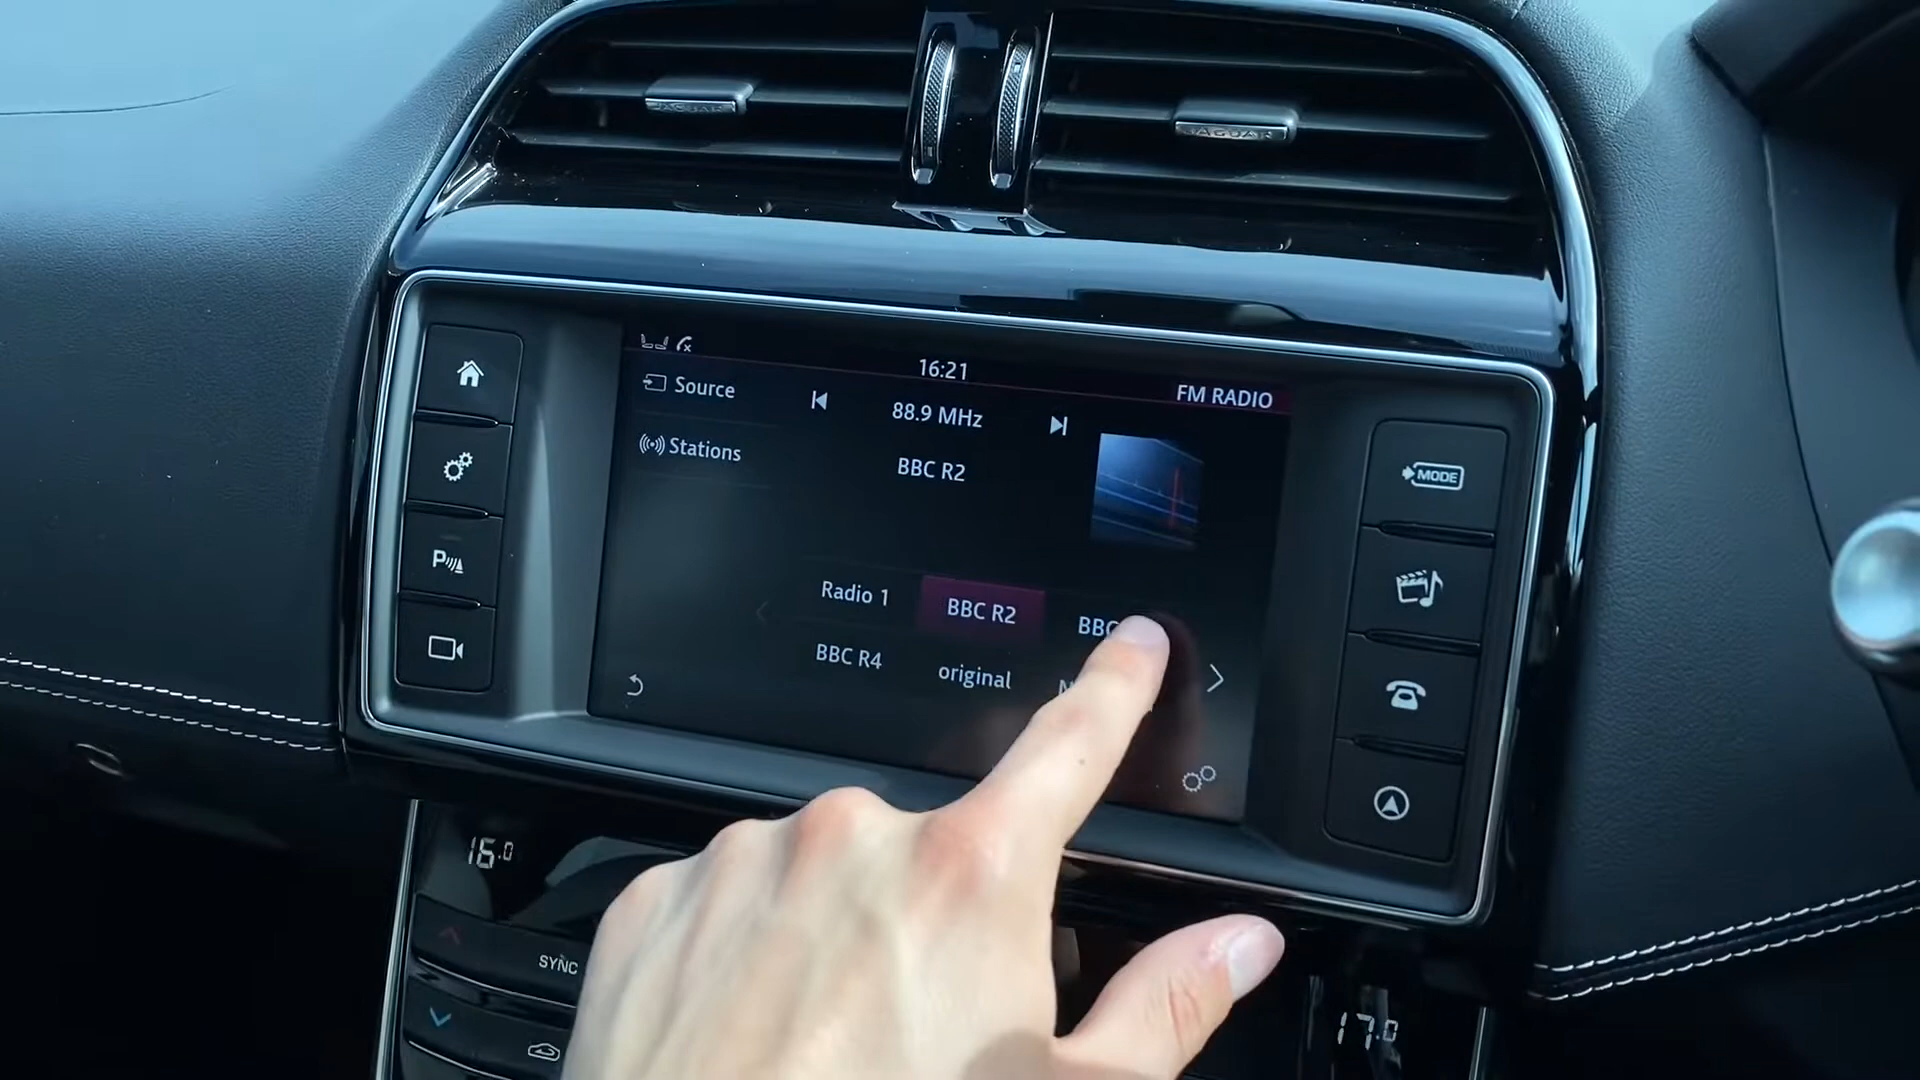 JAGUAR
JAGUAR
16:21
Source
88.9 MHz
FM RADIO
Stations
BBC R2
MODE
P
Radio 1
BBC R2
BBC
BBC R4
original
16.0
SYNC
17.0